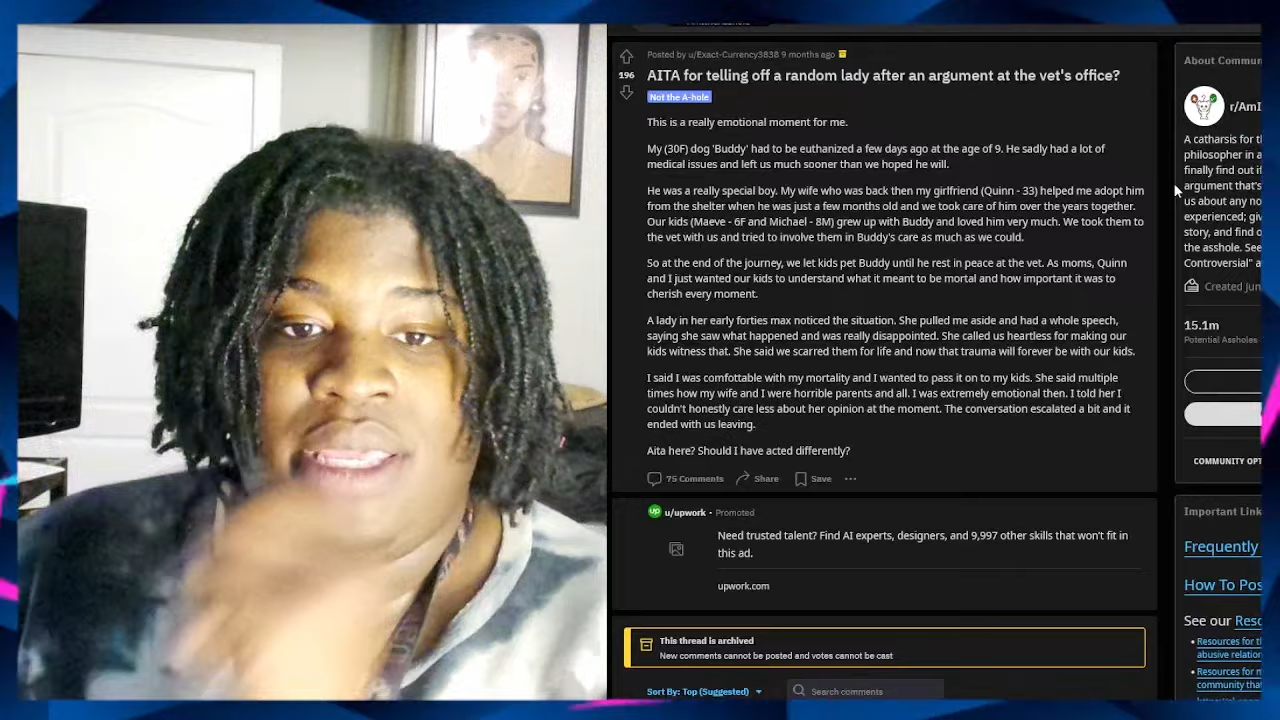 Posted by u/Exact-Currency3838 9 months ago
196
AITA for telling off a random lady after an argument at the vet's office?
Not the A-hole
This is a really emotional moment for me.
My (30F) dog 'Buddy' had to be euthanized a few days ago at the age of 9. He sadly had a lot of
medical issues and left us much sooner than we hoped he will.
He was a really special boy. My wife who was back then my girlfriend (Quinn - 33) helped me adopt him
from the shelter when he was just a few months old and we took care of him over the years together.
Our kids (Maeve - 6F and Michael - 8M) grew up with Buddy and loved him very much. We took them to
the vet with us and tried to involve them in Buddy's care as much as we could.
So at the end of the journey, we let kids pet Buddy until he rest in peace at the vet. As moms, Quinn
and I just wanted our kids to understand what it meant to be mortal and how important it was to
cherish every moment.
A lady in her early forties max noticed the situation. She pulled me aside and had a whole speech,
saying she saw what happened and was really disappointed. She called us heartless for making our
kids witness that. She said we scarred them for life and now that trauma will forever be with our kids.
I said I was comfottable with my mortality and I wanted to pass it on to my kids. She said multiple
times how my wife and I were horrible parents and all. I was extremely emotional then. I told her I
couldn't honestly care less about her opinion at the moment. The conversation escalated a bit and it
ended with us leaving.
Aita here? Should I have acted differently?
75 Comments Share Save ...
u/upwork • Promoted
Need trusted talent? Find AI experts, designers, and 9,997 other skills that won't fit in
this ad.
upwork.com
This thread is archived
New comments cannot be posted and votes cannot be cast
Sort By: Top (Suggested)
Search comments
About Commun
r/AmI
A catharsis for t
philosopher in a
finally find out i
argument that's
us about any no
experienced; giv
story, and find o
the asshole. See
Controversial" a
Created Jun
15.1m
Potential Assholes
COMMUNITY OPT
Important Link
Frequently
How To Pos
See our Reso
Resources for t
abusive relation
Resources for m
community tha